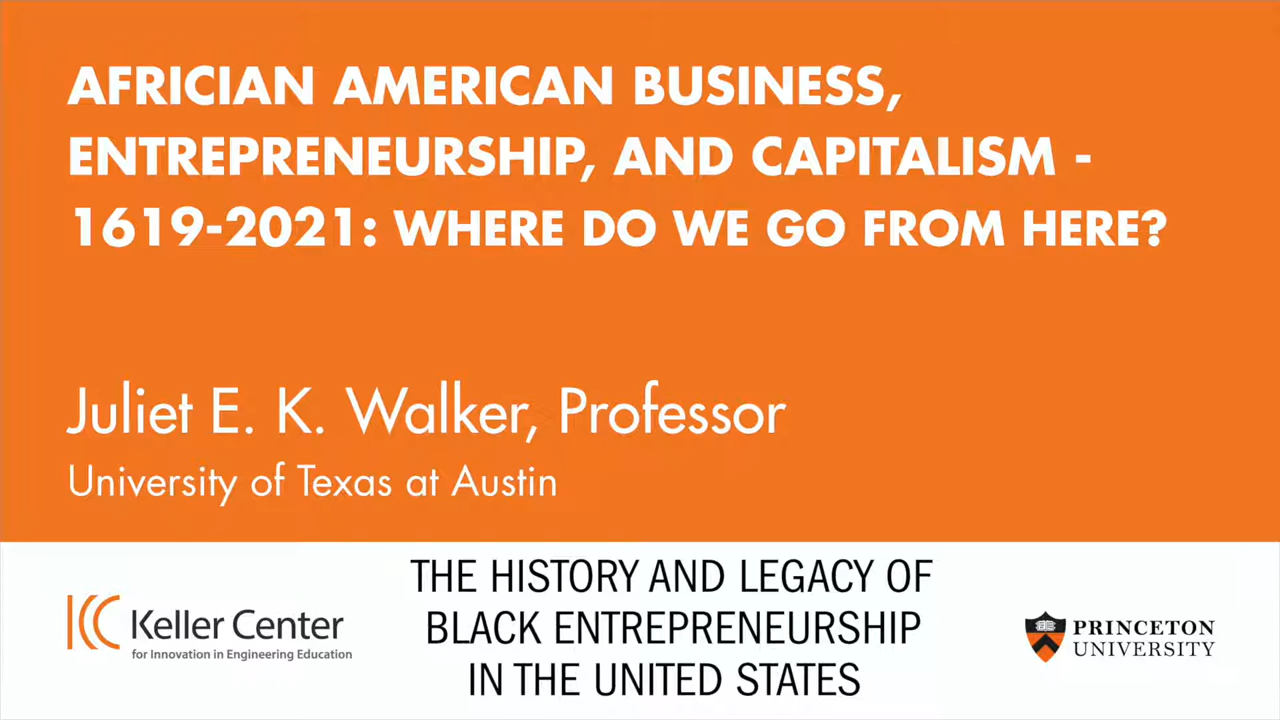 AFRICIAN AMERICAN BUSINESS,
ENTREPRENEURSHIP, AND CAPITALISM -
1619-2021: WHERE DO WE GO FROM HERE?
Juliet E. K. Walker, Professor
University of Texas at Austin
KC Keller Center
for Innovation in Engineering Education
THE HISTORY AND LEGACY OF
BLACK ENTREPRENEURSHIP
IN THE UNITED STATES
PRINCETON
UNIVERSITY